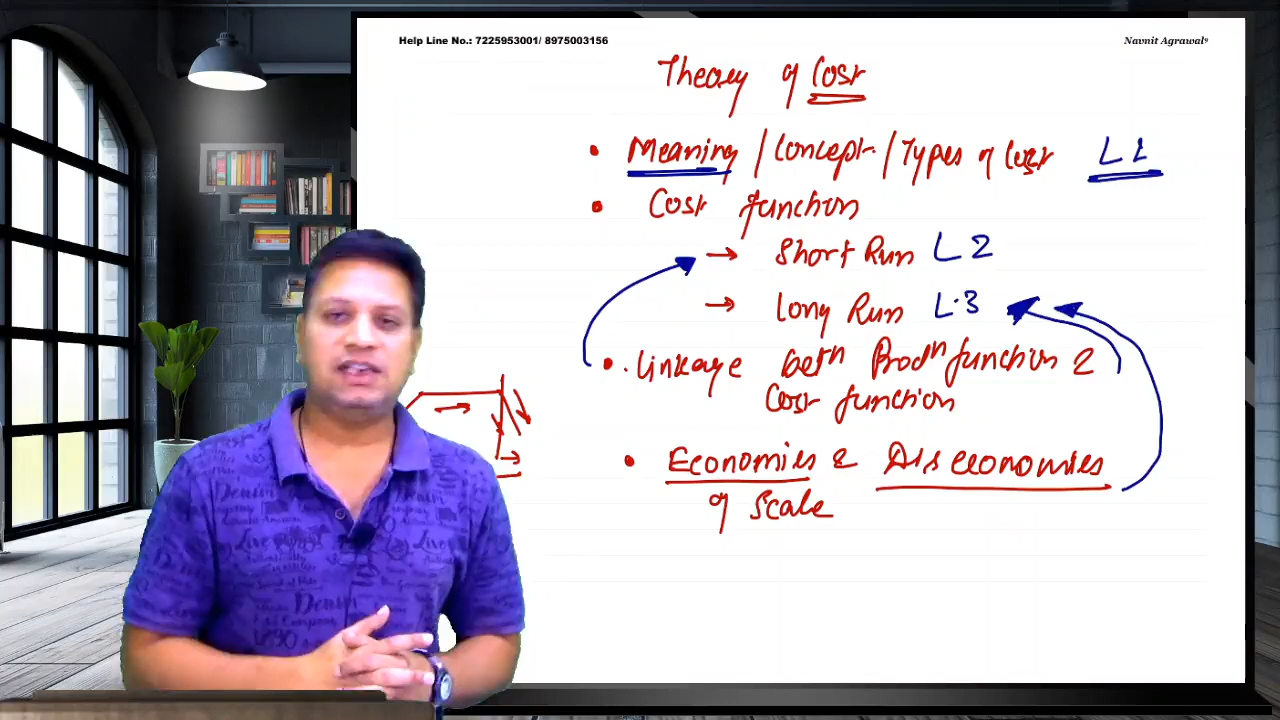 Help Line No.: 7225953001/ 8975003156
Navnit Agrawal
Theory of Cost
• Meaning / Concept / Types of Cost L1
• Cost function
→ Short Run L2
→ Long Run L.3
• Linkage betn Prodn function &
Cost function
• Economies & Diseconomies
of Scale